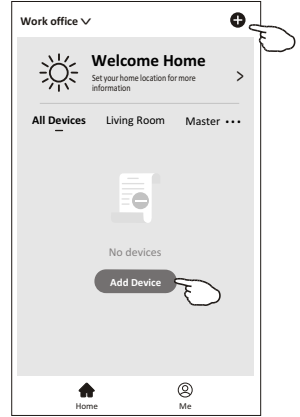 Work office
Welcome Home
Set your home location for more
information
All Devices Living Room Master
No devices
Add Device
Home Me